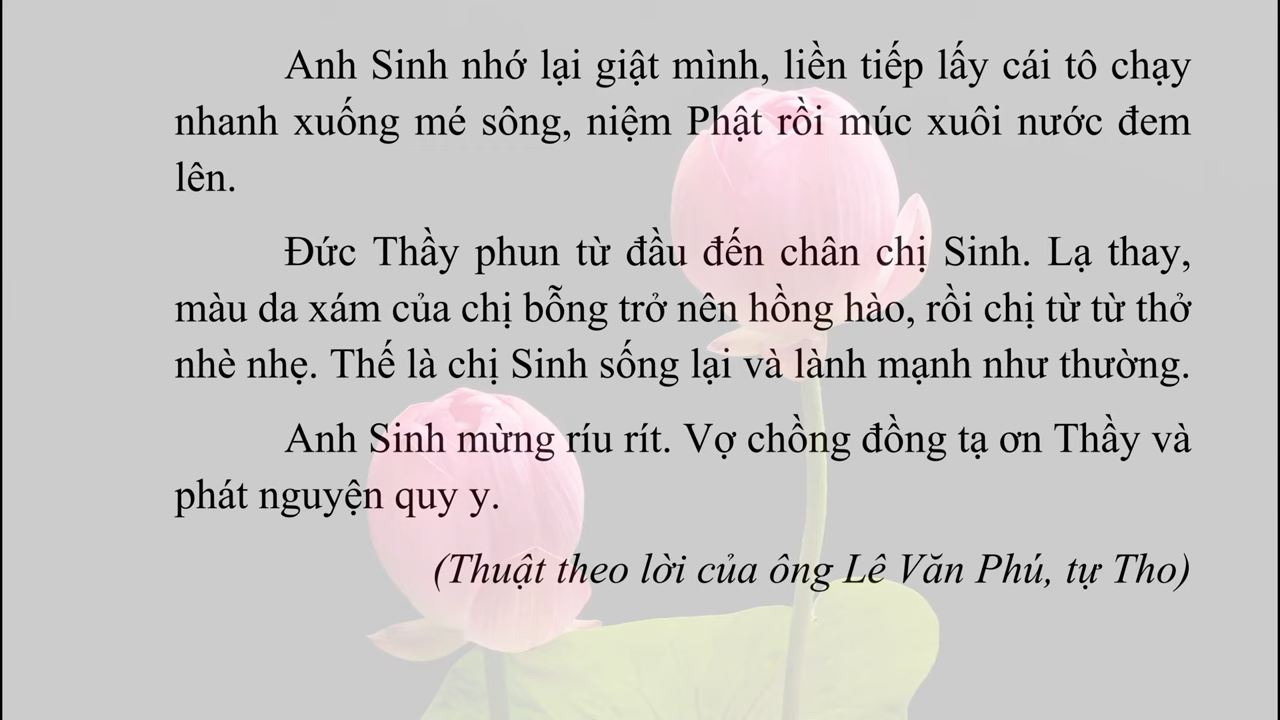 Anh Sinh nhớ lại giật mình, liền tiếp lấy cái tô chạy
nhanh xuống mé sông, niệm Phật rồi múc xuôi nước đem
lên.
Đức Thầy phun từ đầu đến chân chị Sinh. Lạ thay,
màu da xám của chị bỗng trở nên hồng hào, rồi chị từ từ thở
nhè nhẹ. Thế là chị Sinh sống lại và lành mạnh như thường.
Anh Sinh mừng ríu rít. Vợ chồng đồng tạ ơn Thầy và
phát nguyện quy y.
(Thuật theo lời của ông Lê Văn Phú, tự Tho)